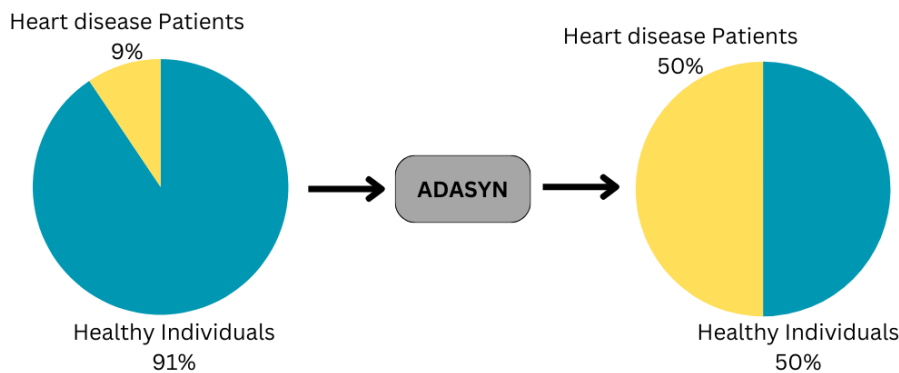 Heart disease Patients
9%
Healthy Individuals
91%
ADASYN
Heart disease Patients
50%
Healthy Individuals
50%